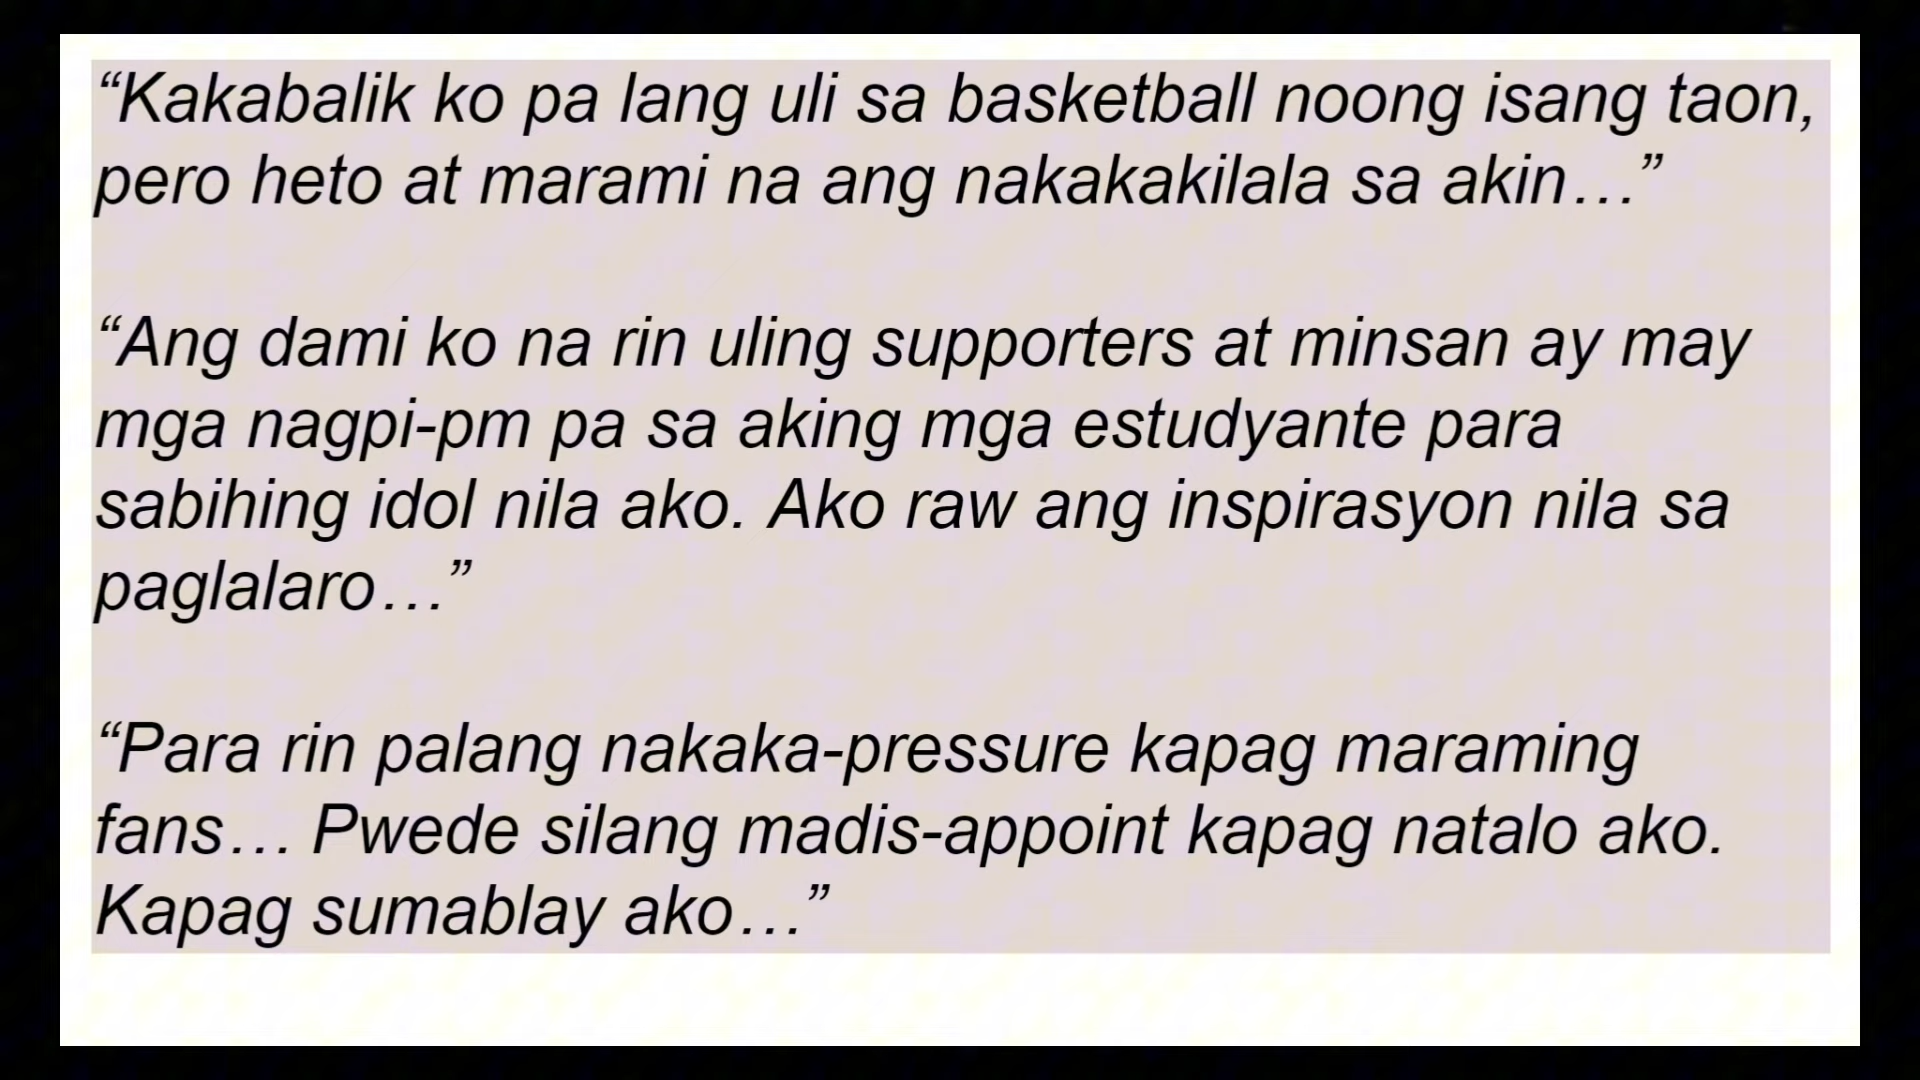 “Kakabalik ko pa lang uli sa basketball noong isang taon,
pero heto at marami na ang nakakakilala sa akin…”
“Ang dami ko na rin uling supporters at minsan ay may
mga nagpi-pm pa sa aking mga estudyante para
sabihing idol nila ako. Ako raw ang inspirasyon nila sa
paglalaro…”
“Para rin palang nakaka-pressure kapag maraming
fans… Pwede silang madis-appoint kapag natalo ako.
Kapag sumablay ako…”